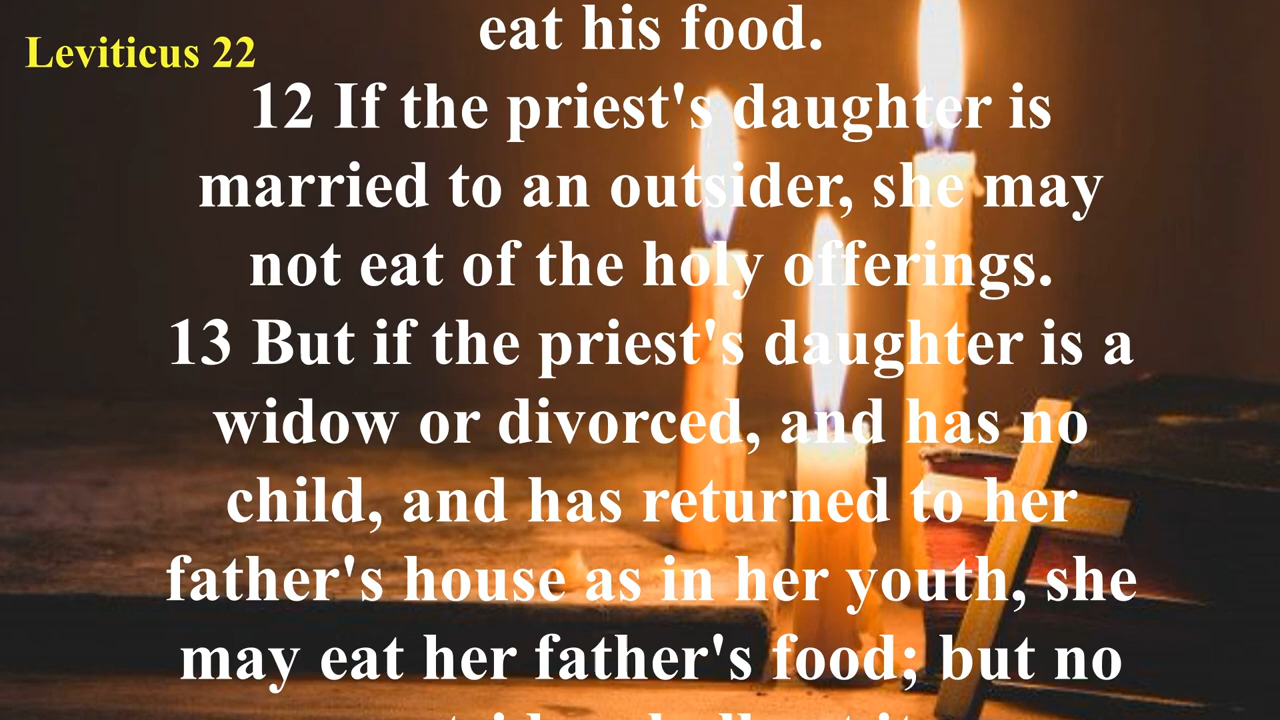 eat his food.
Leviticus 22
12 If the priest's daughter is
married to an outsider, she may
not eat of the holy offerings.
13 But if the priest's daughter is a
widow or divorced, and has no
child, and has returned to her
father's house as in her youth, she
may eat her father's food; but no